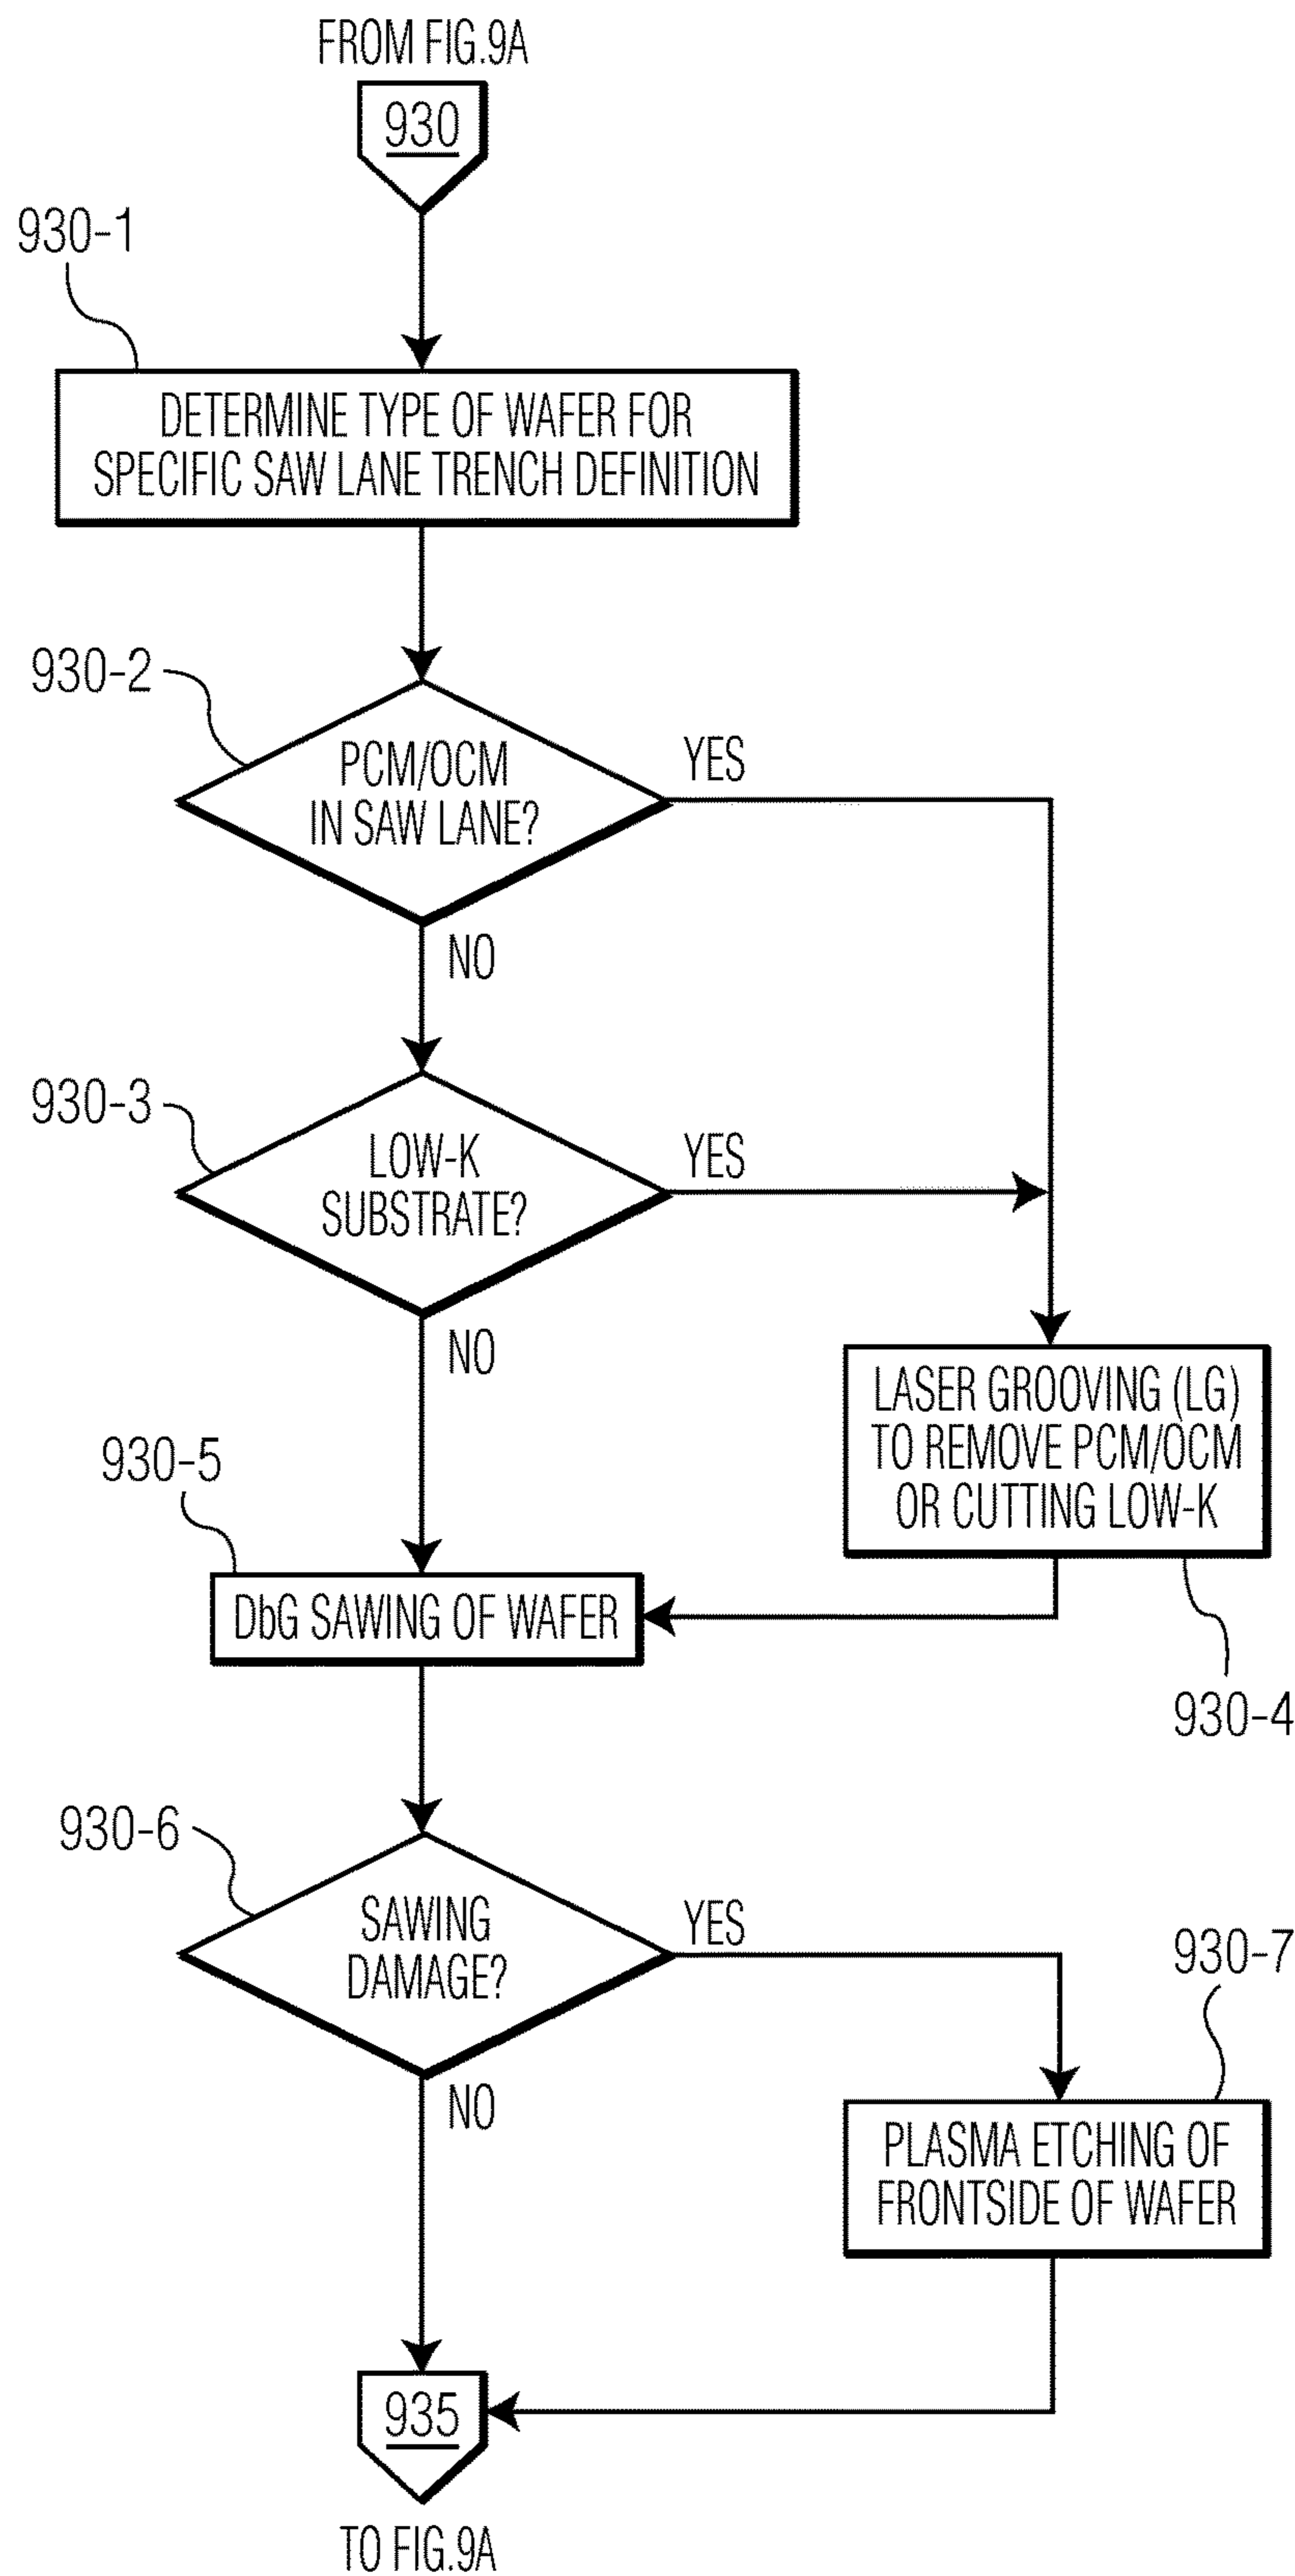 FROM FIG.9A
930
930-1
DETERMINE TYPE OF WAFER FOR
SPECIFIC SAW LANE TRENCH DEFINITION
930-2
PCM/OCM
IN SAW LANE?
YES
NO
930-3
LOW-K
SUBSTRATE?
YES
NO
LASER GROOVING (LG)
TO REMOVE PCM/OCM
OR CUTTING LOW-K
930-4
930-5
DbG SAWING OF WAFER
930-6
SAWING
DAMAGE?
YES
NO
930-7
PLASMA ETCHING OF
FRONTSIDE OF WAFER
935
TO FIG.9A